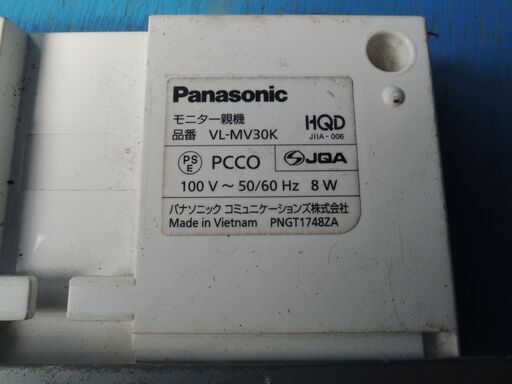 Panasonic
モニター親機
品番 VL-MV30K
HQD
JIIA-006
PS
E
PCCO
JQA
100 V ～ 50/60 Hz 8 W
パナソニック コミュニケーションズ株式会社
Made in Vietnam PNGT1748ZA